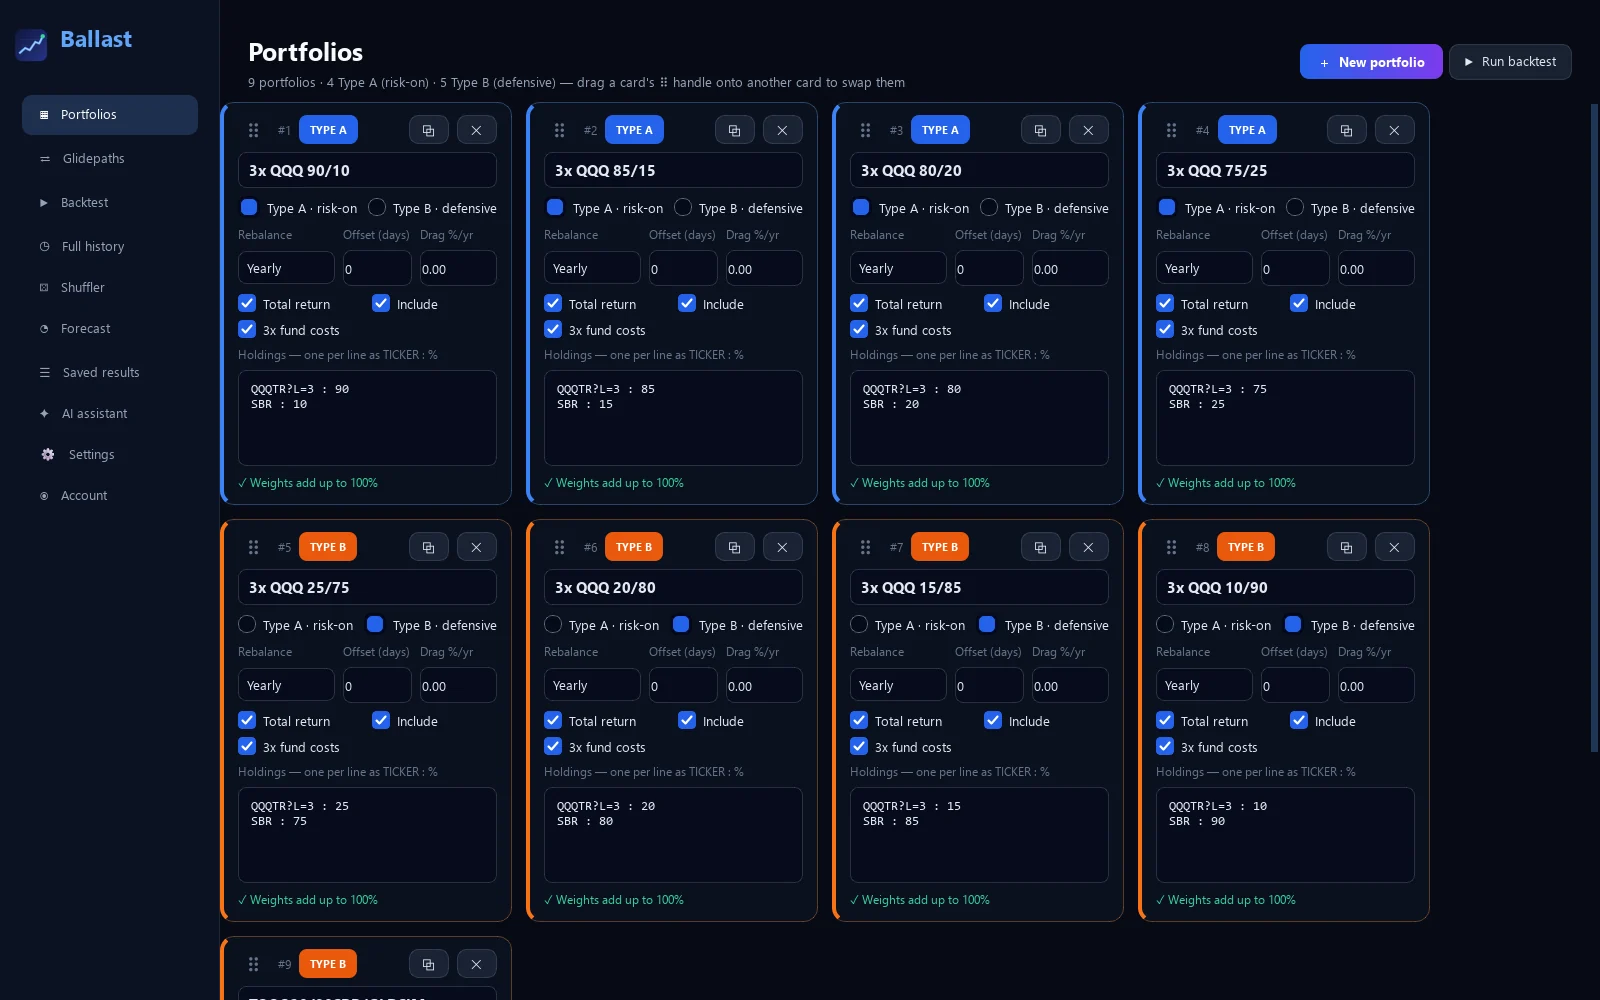 Ballast
Portfolios
Glidepaths
Backtest
Full history
Shuffler
Forecast
Saved results
AI assistant
Settings
Account
Portfolios
9 portfolios · 4 Type A (risk-on) · 5 Type B (defensive) — drag a card's ⠿ handle onto another card to swap them
+ New portfolio
▶ Run backtest
#1 TYPE A
3x QQQ 90/10
Type A · risk-on Type B · defensive
Rebalance Offset (days) Drag %/yr
Yearly 0 0.00
Total return Include
3x fund costs
Holdings — one per line as TICKER : %
QQQTR?L=3 : 90
SBR : 10
✓ Weights add up to 100%
#2 TYPE A
3x QQQ 85/15
Type A · risk-on Type B · defensive
Rebalance Offset (days) Drag %/yr
Yearly 0 0.00
Total return Include
3x fund costs
Holdings — one per line as TICKER : %
QQQTR?L=3 : 85
SBR : 15
✓ Weights add up to 100%
#3 TYPE A
3x QQQ 80/20
Type A · risk-on Type B · defensive
Rebalance Offset (days) Drag %/yr
Yearly 0 0.00
Total return Include
3x fund costs
Holdings — one per line as TICKER : %
QQQTR?L=3 : 80
SBR : 20
✓ Weights add up to 100%
#4 TYPE A
3x QQQ 75/25
Type A · risk-on Type B · defensive
Rebalance Offset (days) Drag %/yr
Yearly 0 0.00
Total return Include
3x fund costs
Holdings — one per line as TICKER : %
QQQTR?L=3 : 75
SBR : 25
✓ Weights add up to 100%
#5 TYPE B
3x QQQ 25/75
Type A · risk-on Type B · defensive
Rebalance Offset (days) Drag %/yr
Yearly 0 0.00
Total return Include
3x fund costs
Holdings — one per line as TICKER : %
QQQTR?L=3 : 25
SBR : 75
✓ Weights add up to 100%
#6 TYPE B
3x QQQ 20/80
Type A · risk-on Type B · defensive
Rebalance Offset (days) Drag %/yr
Yearly 0 0.00
Total return Include
3x fund costs
Holdings — one per line as TICKER : %
QQQTR?L=3 : 20
SBR : 80
✓ Weights add up to 100%
#7 TYPE B
3x QQQ 15/85
Type A · risk-on Type B · defensive
Rebalance Offset (days) Drag %/yr
Yearly 0 0.00
Total return Include
3x fund costs
Holdings — one per line as TICKER : %
QQQTR?L=3 : 15
SBR : 85
✓ Weights add up to 100%
#8 TYPE B
3x QQQ 10/90
Type A · risk-on Type B · defensive
Rebalance Offset (days) Drag %/yr
Yearly 0 0.00
Total return Include
3x fund costs
Holdings — one per line as TICKER : %
QQQTR?L=3 : 10
SBR : 90
✓ Weights add up to 100%
#9 TYPE B